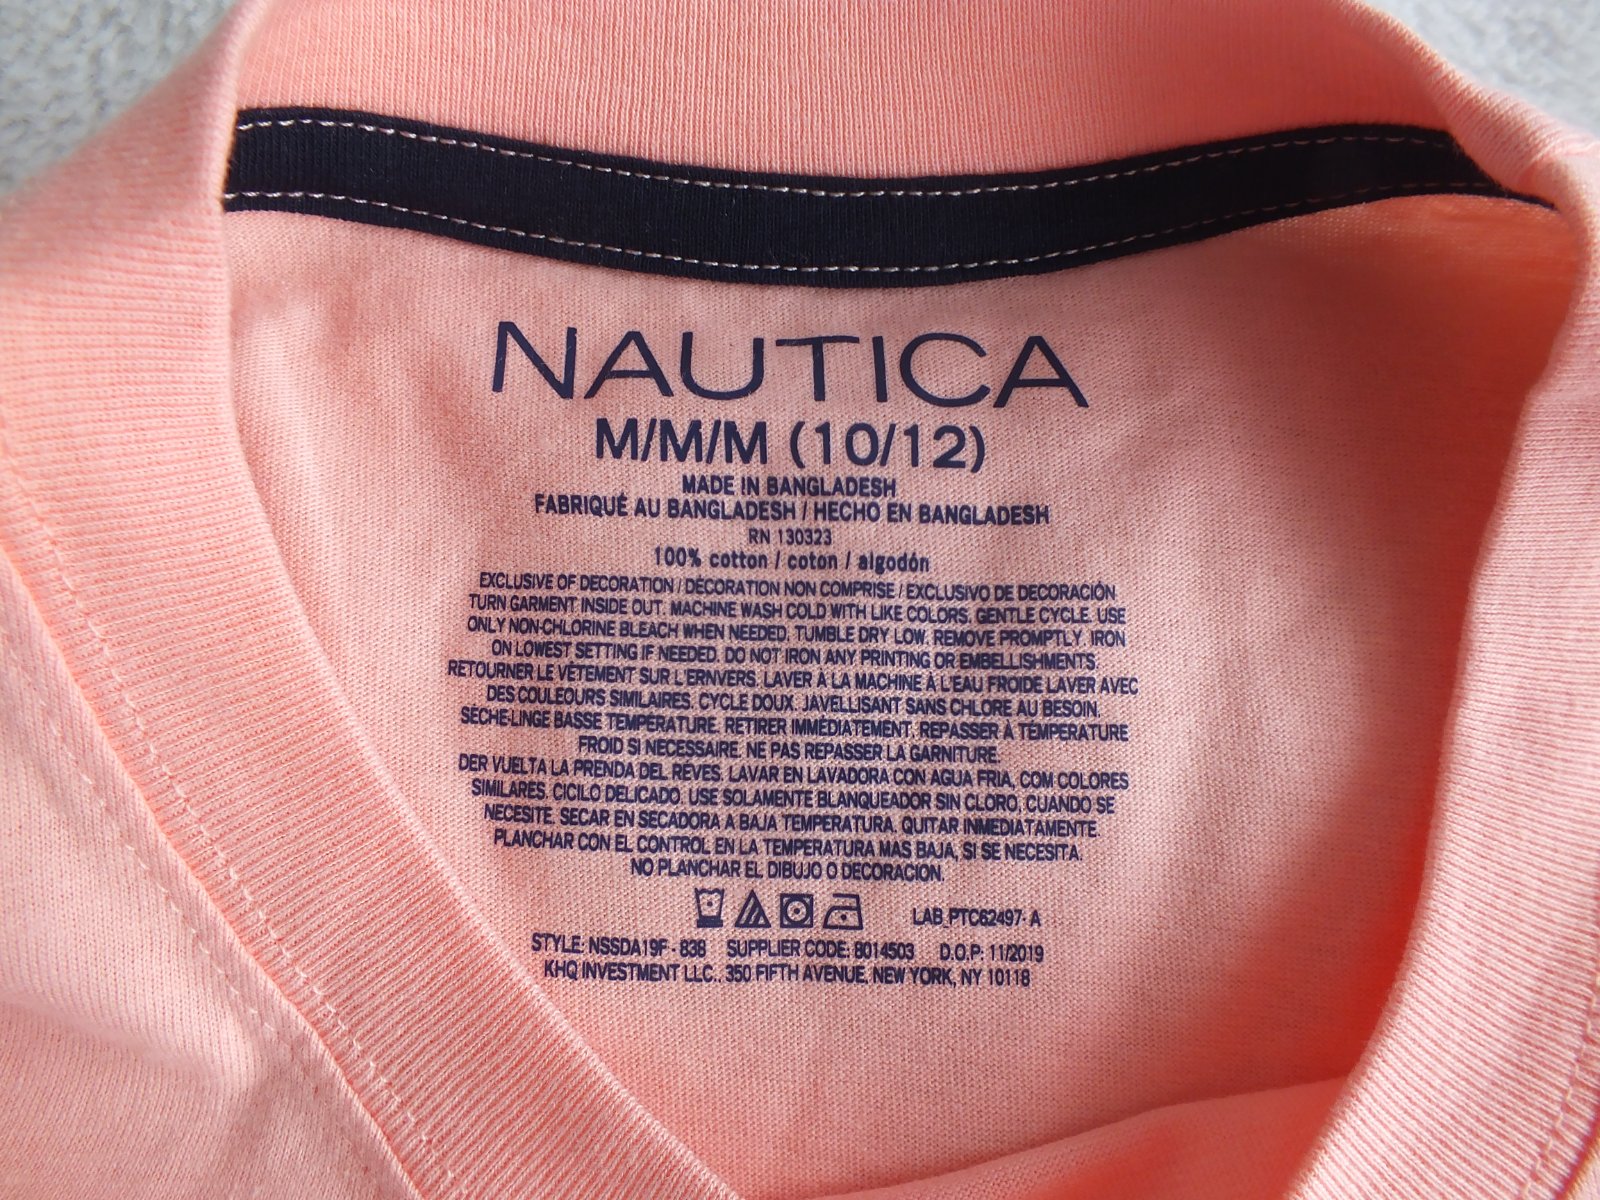 NAUTICA
M/M/M (10/12)
MADE IN BANGLADESH
FABRIQUÉ AU BANGLADESH / HECHO EN BANGLADESH
RN 130323
100% cotton / coton / algodón
EXCLUSIVE OF DECORATION / DÉCORATION NON COMPRISE / EXCLUSIVO DE DECORACIÓN
TURN GARMENT INSIDE OUT. MACHINE WASH COLD WITH LIKE COLORS. GENTLE CYCLE. USE
ONLY NON-CHLORINE BLEACH WHEN NEEDED. TUMBLE DRY LOW. REMOVE PROMPTLY. IRON
ON LOWEST SETTING IF NEEDED. DO NOT IRON ANY PRINTING OR EMBELLISHMENTS.
RETOURNER LE VÊTEMENT SUR L'ERNVERS. LAVER À LA MACHINE À L'EAU FROIDE LAVER AVEC
DES COULEOURS SIMILAIRES. CYCLE DOUX. JAVELLISANT SANS CHLORE AU BESOIN.
SECHE-LINGE BASSE TEMPÉRATURE. RETIRER IMMÉDIATEMENT. REPASSER À TEMPÉRATURE
FROID SI NECESSAIRE. NE PAS REPASSER LA GARNITURE.
DER VUELTA LA PRENDA DEL RÉVES. LAVAR EN LAVADORA CON AGUA FRIA, COM COLORES
SIMILARES. CICILO DELICADO. USE SOLAMENTE BLANQUEADOR SIN CLORO, CUANDO SE
NECESITE. SECAR EN SECADORA A BAJA TEMPERATURA. QUITAR INMEDIATAMENTE.
PLANCHAR CON EL CONTROL EN LA TEMPERATURA MAS BAJA, SI SE NECESITA.
NO PLANCHAR EL DIBUJO O DECORACION.
LAB_PTC62497- A
STYLE: NSSDA19F - 838 SUPPLIER CODE: 8014503 D.O.P: 11/2019
KHQ INVESTMENT LLC., 350 FIFTH AVENUE, NEW YORK, NY 10118